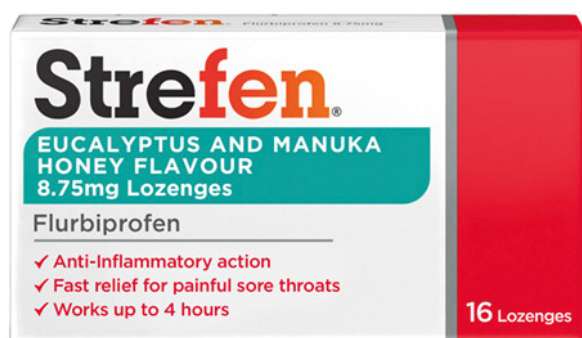 Strefen Flurbiprofen 8.75mg
Strefen®
EUCALYPTUS AND MANUKA
HONEY FLAVOUR
8.75mg Lozenges
Flurbiprofen
✓ Anti-Inflammatory action
✓ Fast relief for painful sore throats
✓ Works up to 4 hours
16 Lozenges